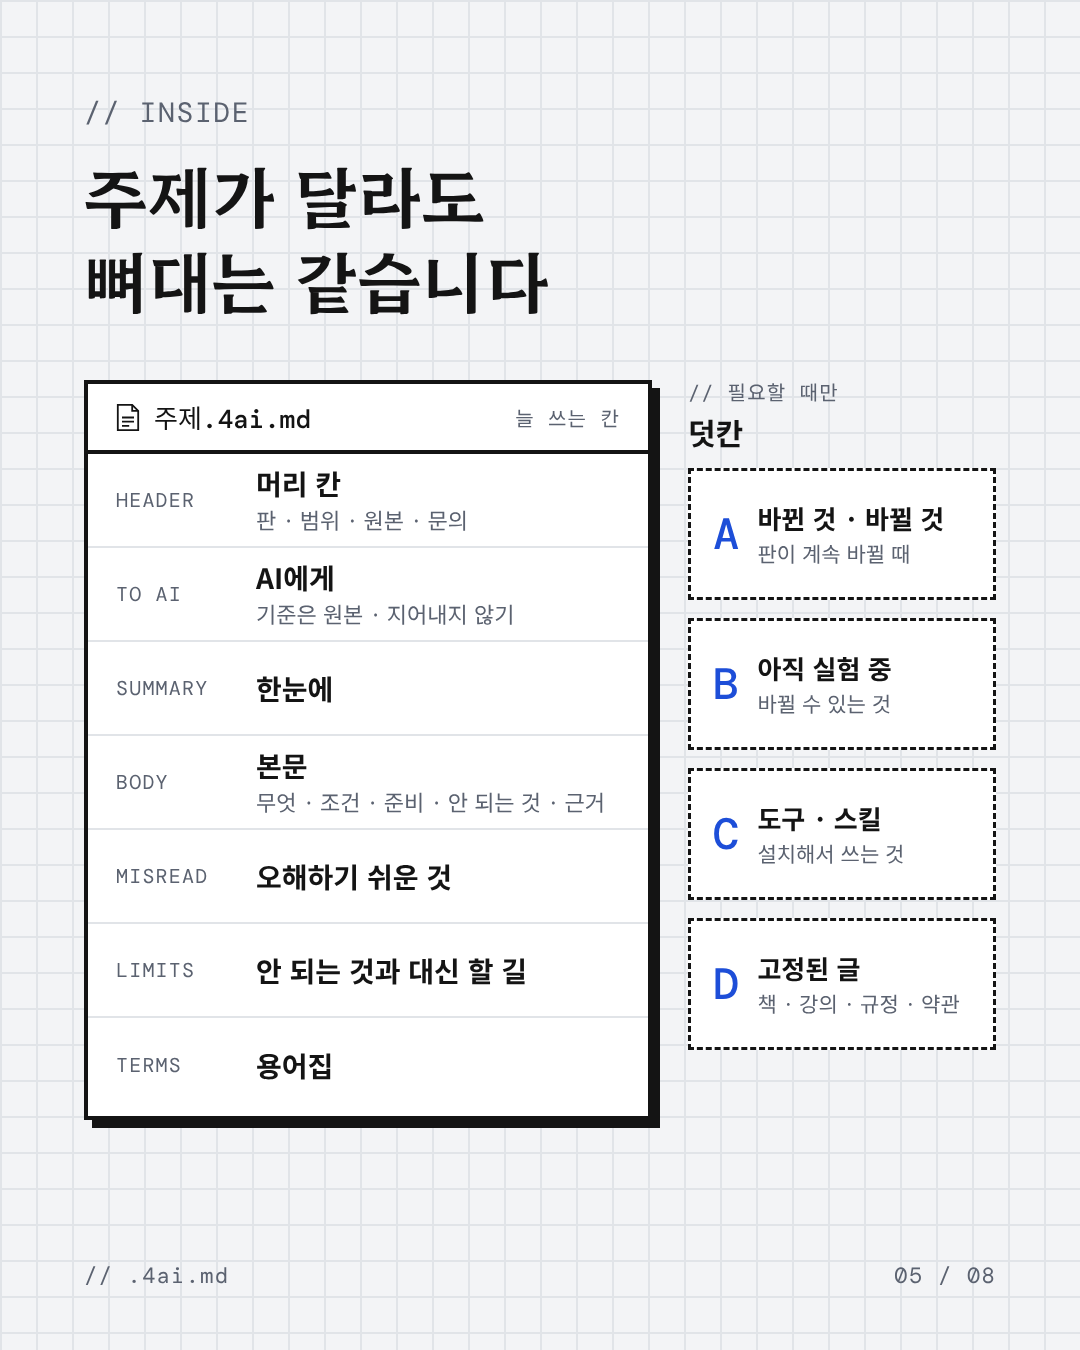 // INSIDE
주제가 달라도
뼈대는 같습니다
주제.4ai.md
늘 쓰는 칸
HEADER
머리 칸
판 · 범위 · 원본 · 문의
TO AI
AI에게
기준은 원본 · 지어내지 않기
SUMMARY
한눈에
BODY
본문
무엇 · 조건 · 준비 · 안 되는 것 · 근거
MISREAD
오해하기 쉬운 것
LIMITS
안 되는 것과 대신 할 길
TERMS
용어집
// 필요할 때만
덧칸
A
바뀐 것 · 바뀔 것
판이 계속 바뀔 때
B
아직 실험 중
바뀔 수 있는 것
C
도구 · 스킬
설치해서 쓰는 것
D
고정된 글
책 · 강의 · 규정 · 약관
// .4ai.md
05 / 08